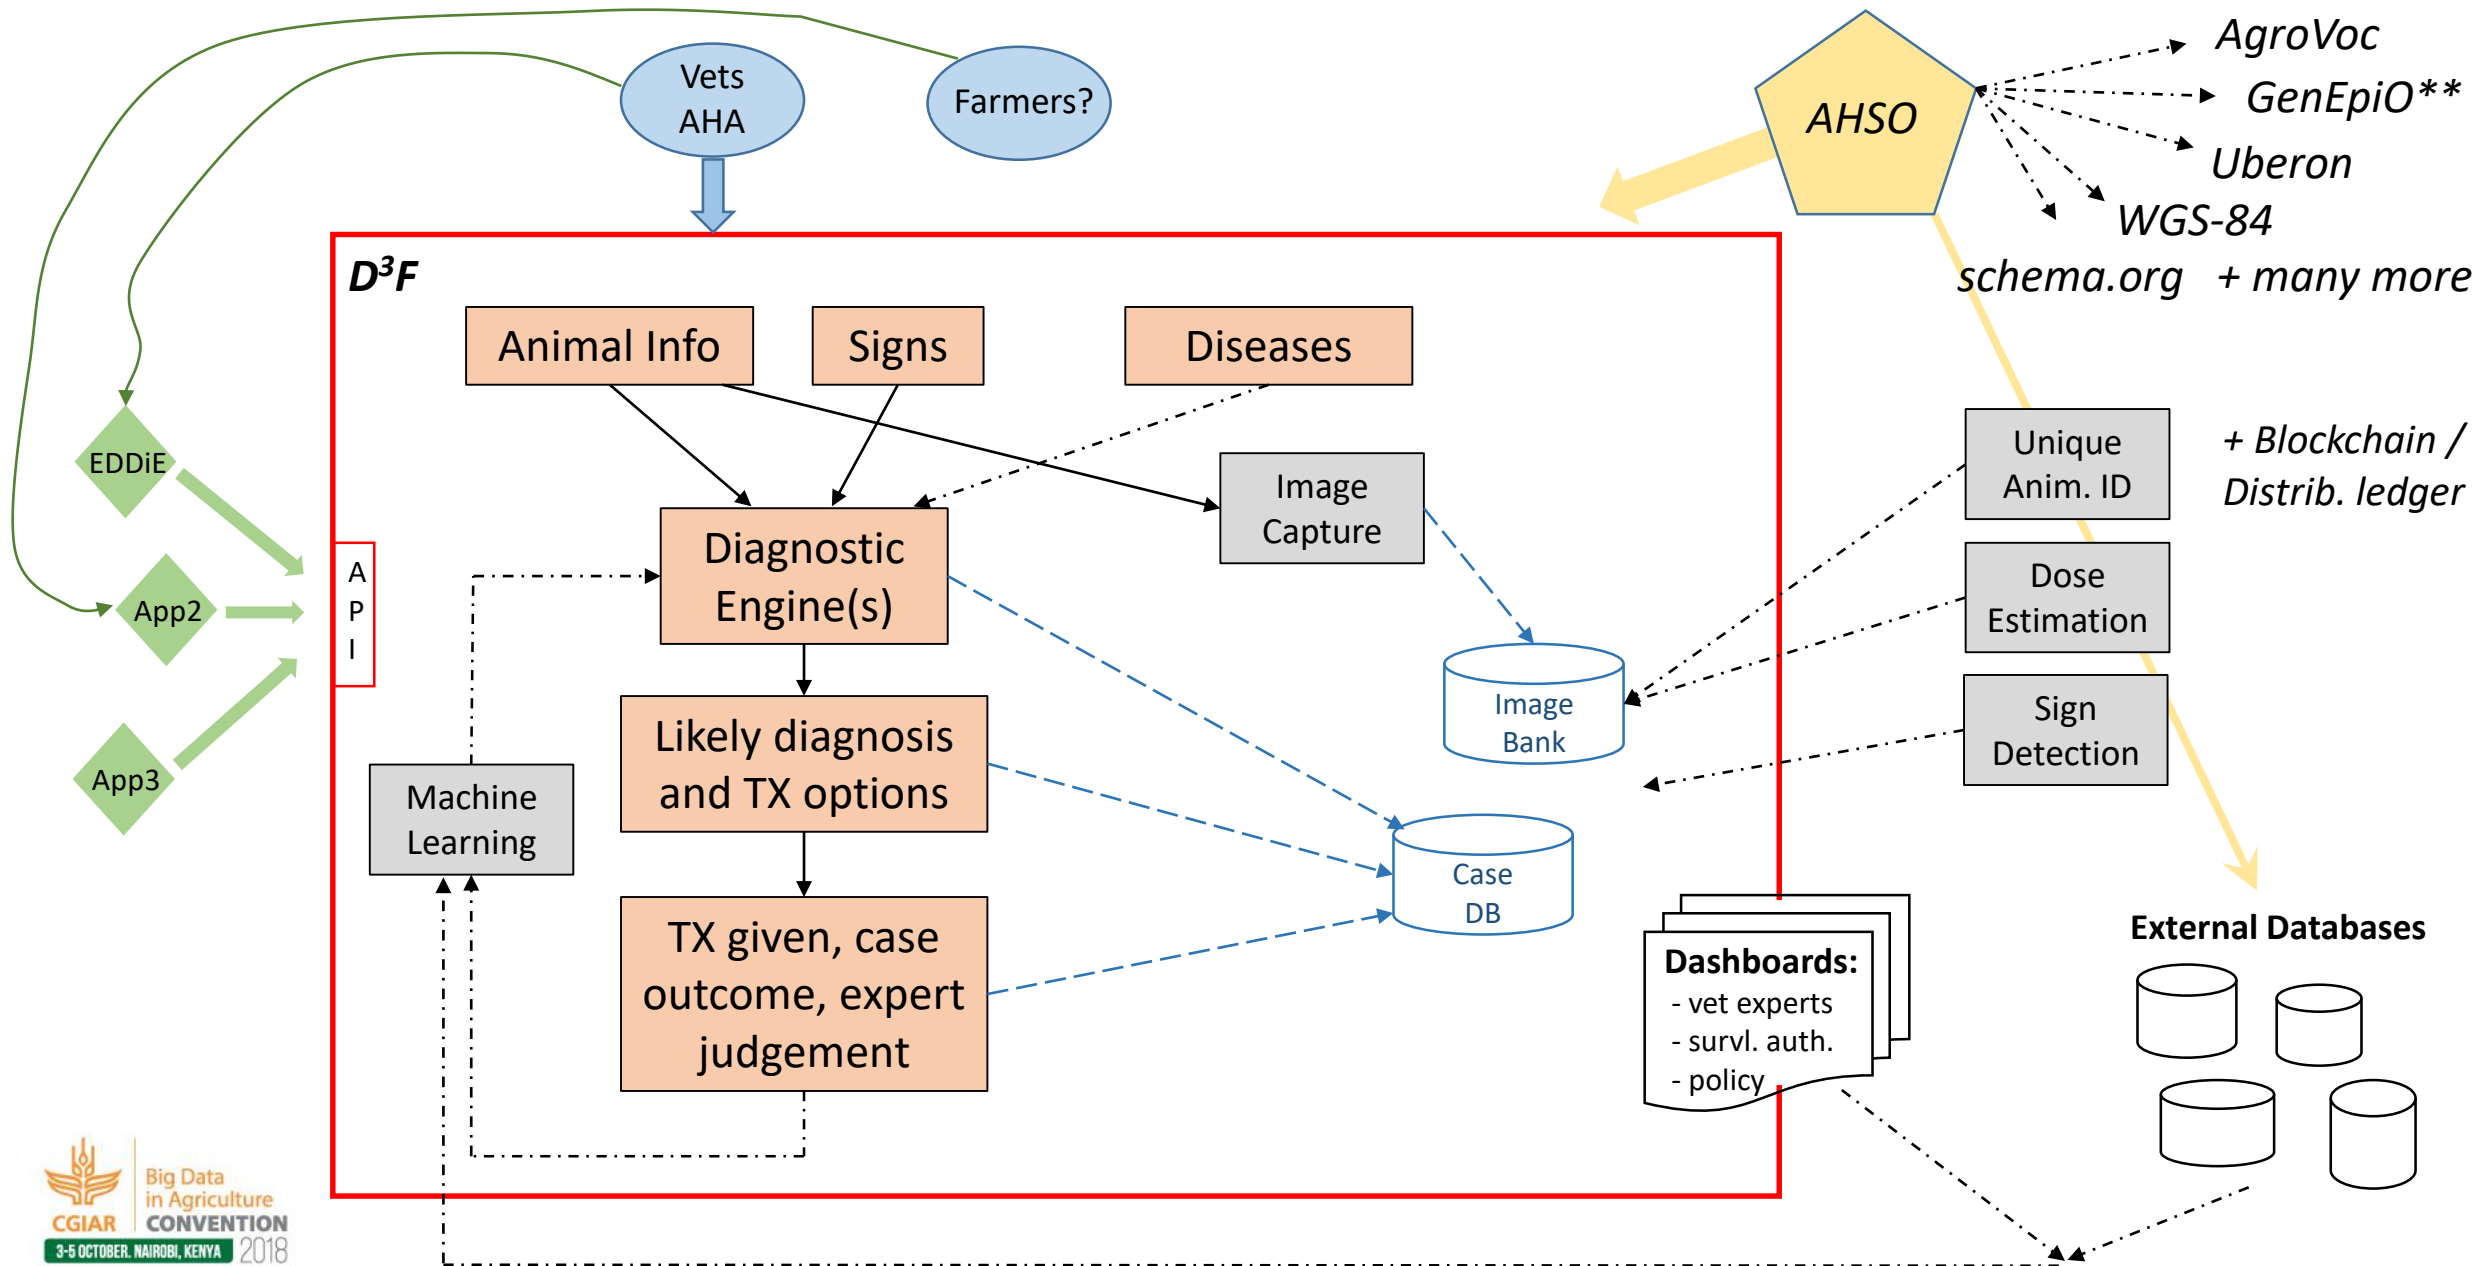 Vets
AHA
Farmers?
AHSO
AgroVoc
GenEpiO**
Uberon
WGS-84
schema.org + many more
D³F
Animal Info
Signs
Diseases
EDDiE
App2
App3
A
P
I
Diagnostic
Engine(s)
Image
Capture
Unique
Anim. ID
+ Blockchain /
Distrib. ledger
Dose
Estimation
Sign
Detection
Likely diagnosis
and TX options
Image
Bank
Machine
Learning
Case
DB
TX given, case
outcome, expert
judgement
Dashboards:
- vet experts
- survl. auth.
- policy
External Databases
CGIAR
Big Data
in Agriculture
CONVENTION
3-5 OCTOBER. NAIROBI, KENYA 2018